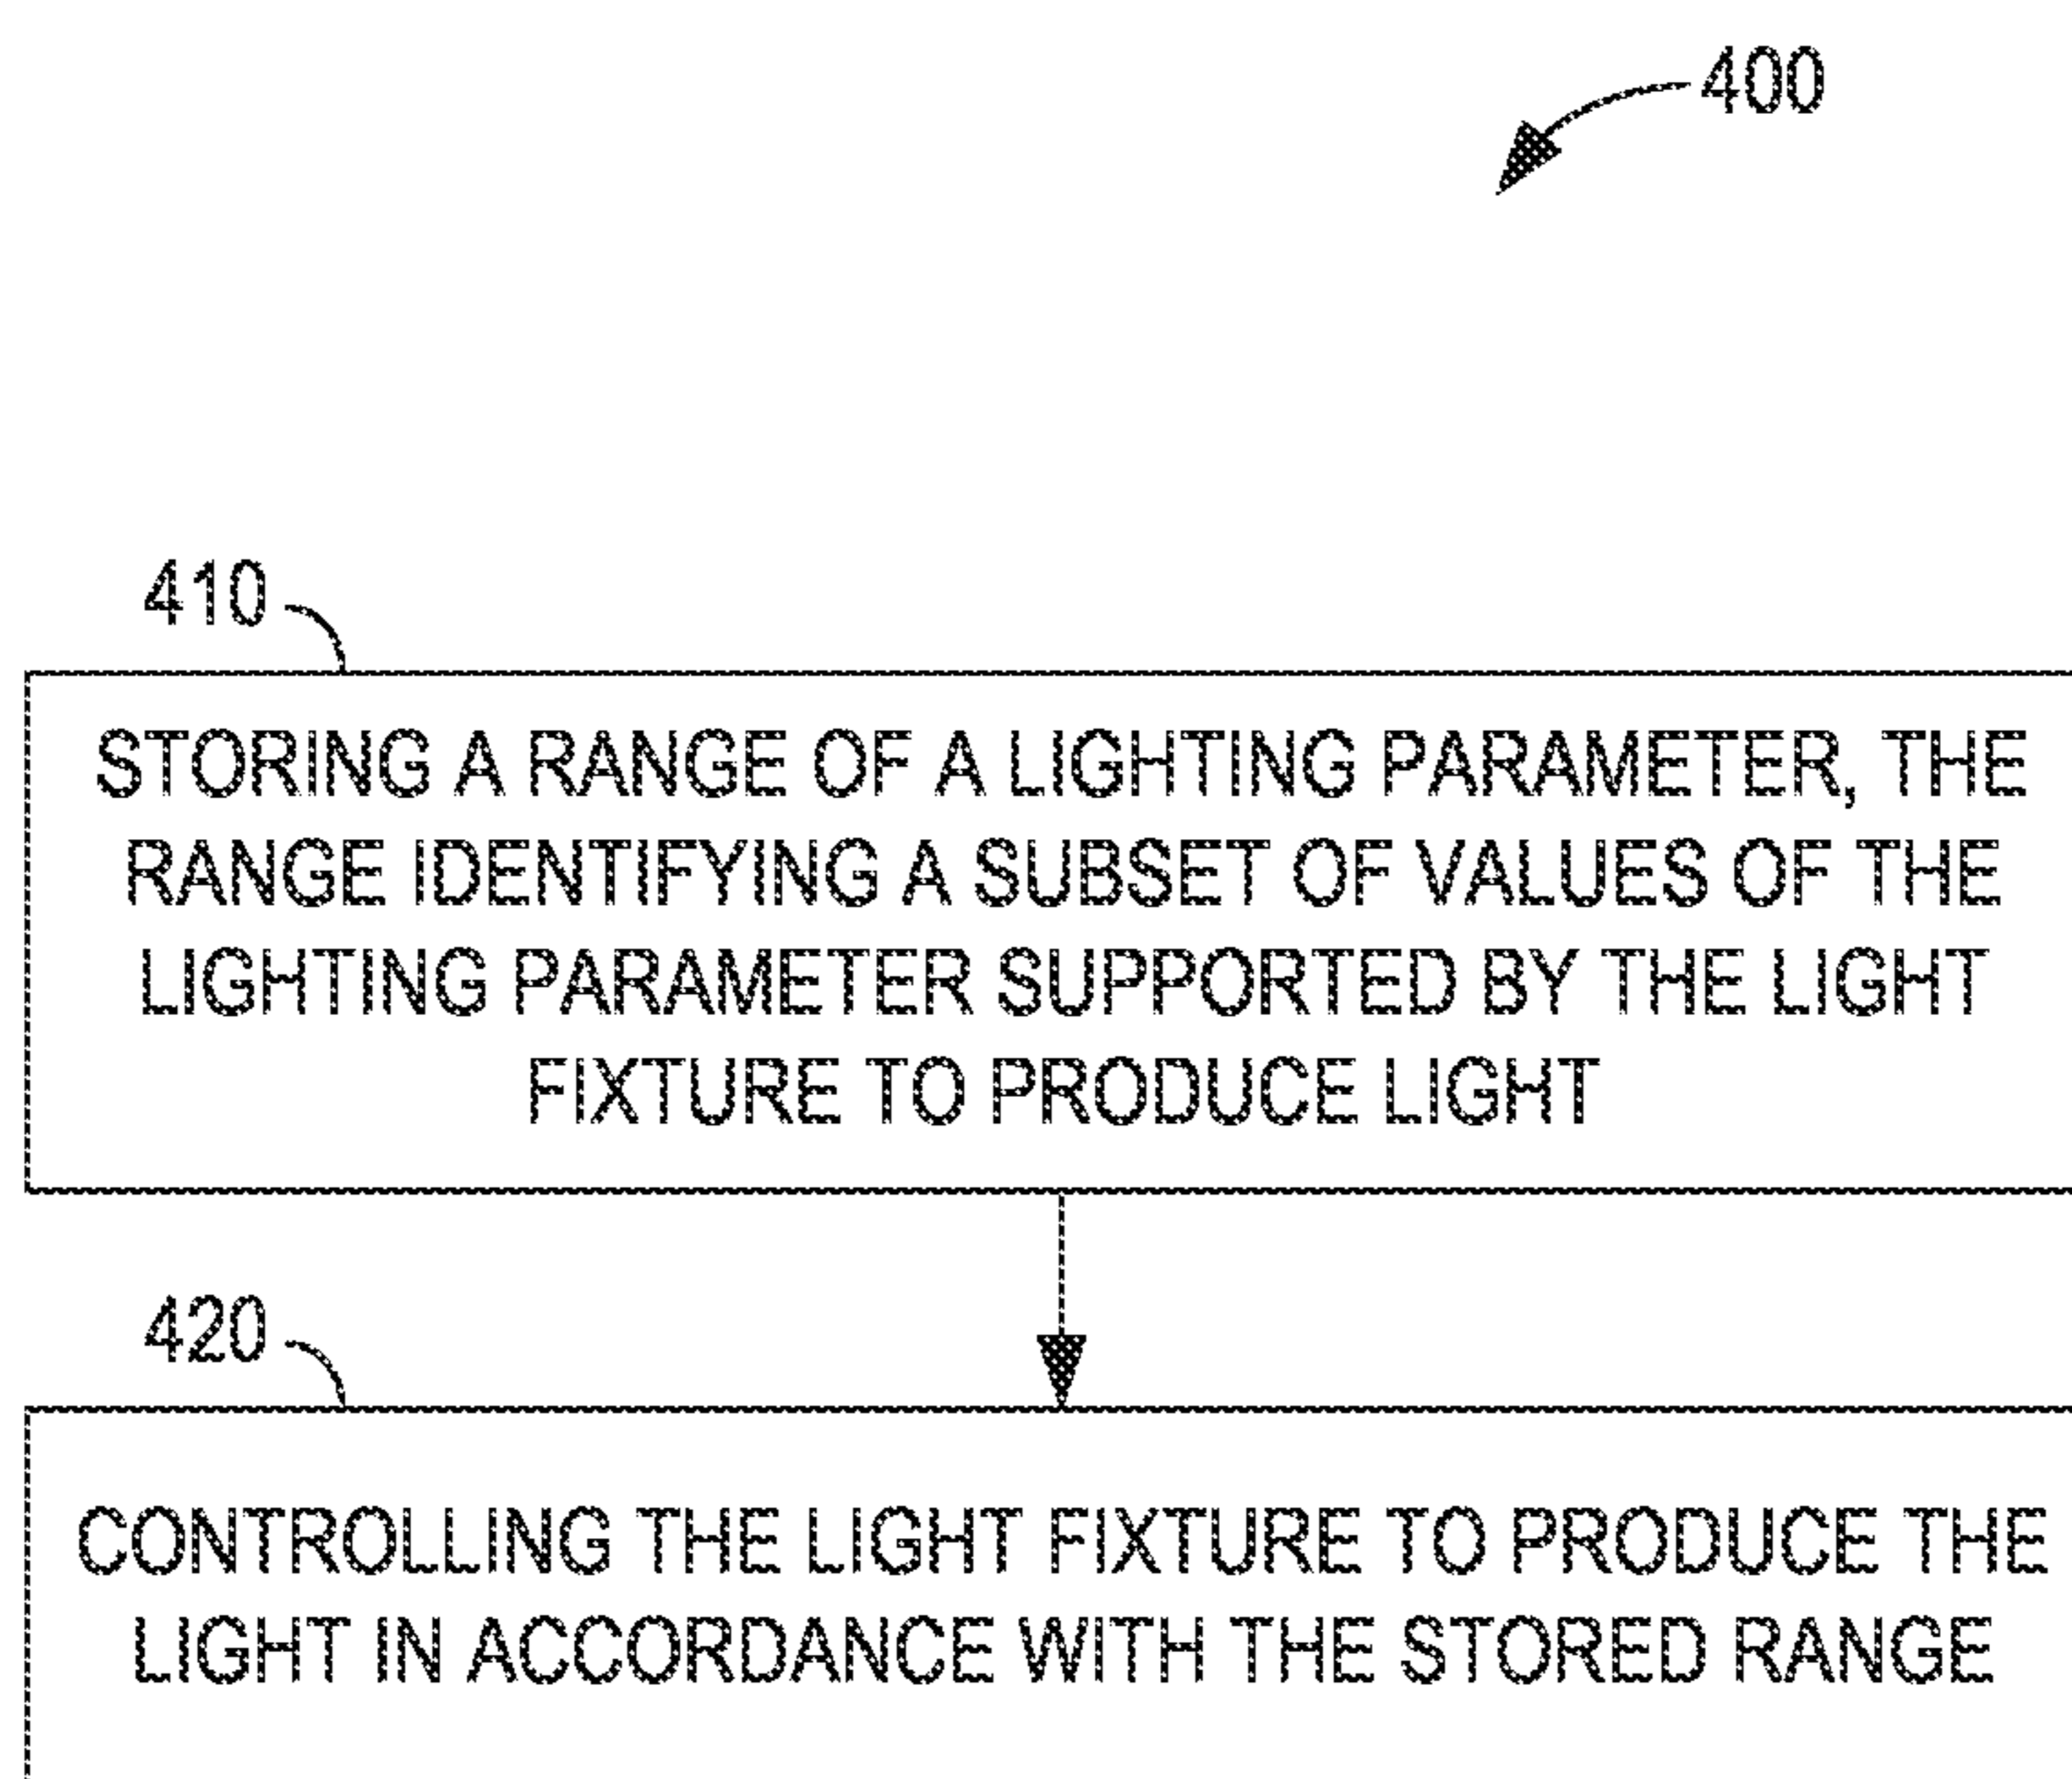 400
410
STORING A RANGE OF A LIGHTING PARAMETER, THE
RANGE IDENTIFYING A SUBSET OF VALUES OF THE
LIGHTING PARAMETER SUPPORTED BY THE LIGHT
FIXTURE TO PRODUCE LIGHT
420
CONTROLLING THE LIGHT FIXTURE TO PRODUCE THE
LIGHT IN ACCORDANCE WITH THE STORED RANGE